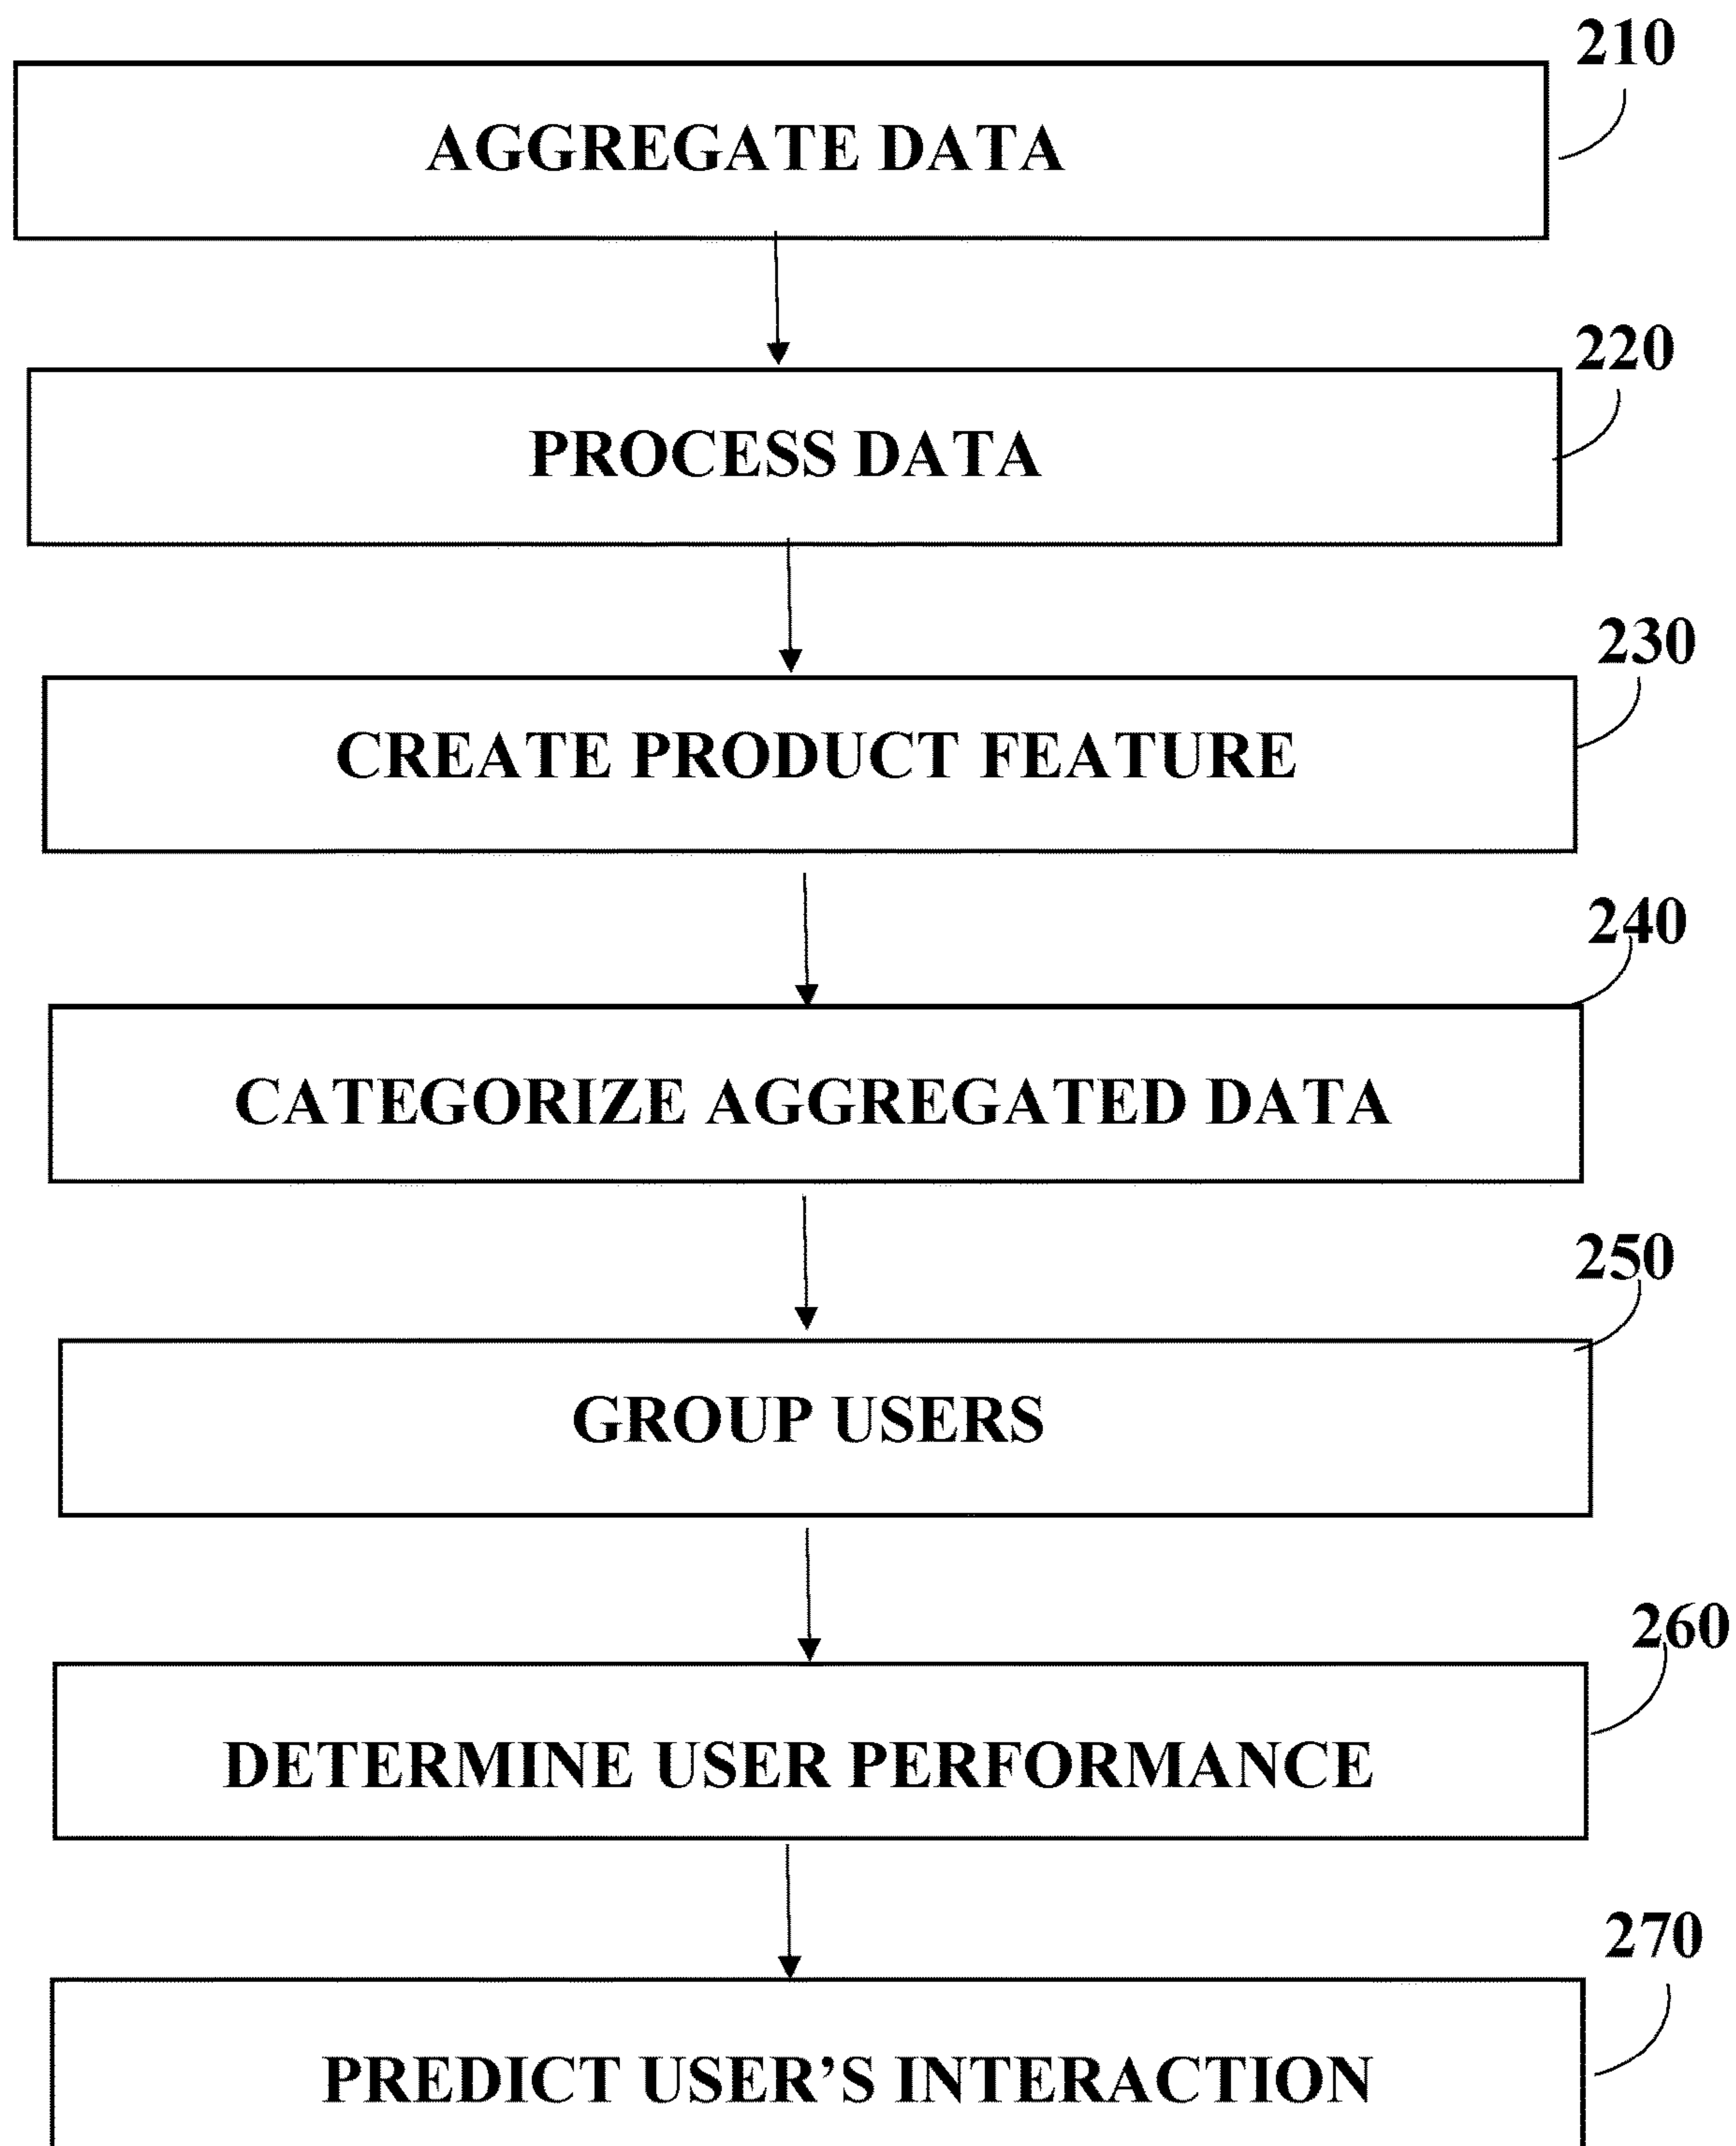 210
AGGREGATE DATA
220
PROCESS DATA
230
CREATE PRODUCT FEATURE
240
CATEGORIZE AGGREGATED DATA
250
GROUP USERS
260
DETERMINE USER PERFORMANCE
270
PREDICT USER’S INTERACTION